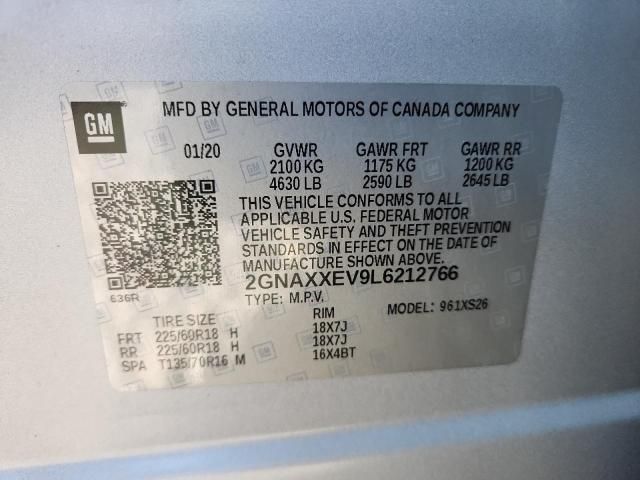 GM
MFD BY GENERAL MOTORS OF CANADA COMPANY
01/20 GVWR GAWR FRT GAWR RR
2100 KG 1175 KG 1200 KG
4630 LB 2590 LB 2645 LB
THIS VEHICLE CONFORMS TO ALL
APPLICABLE U.S. FEDERAL MOTOR
VEHICLE SAFETY AND THEFT PREVENTION
STANDARDS IN EFFECT ON THE DATE OF
MANUFACTURE SHOWN ABOVE.
636R
2GNAXXEV9L6212766
TYPE: M.P.V. MODEL: 961XS26
TIRE SIZE RIM
FRT 225/60R18 H 18X7J
RR 225/60R18 H 18X7J
SPA T135/70R16 M 16X4BT